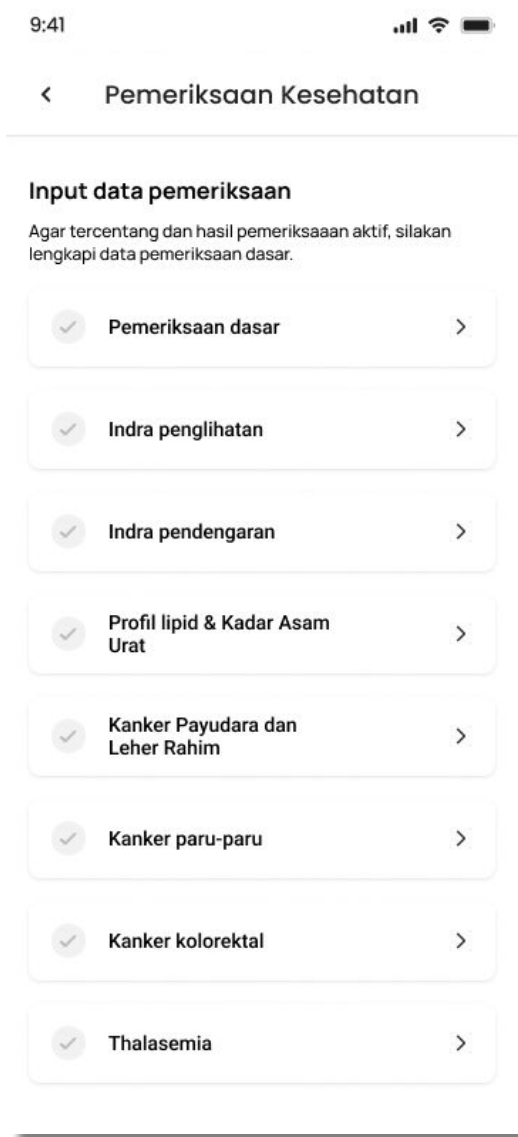 9:41
Pemeriksaan Kesehatan
Input data pemeriksaan
Agar tercentang dan hasil pemeriksaaan aktif, silakan
lengkapi data pemeriksaan dasar.
Pemeriksaan dasar
Indra penglihatan
Indra pendengaran
Profil lipid & Kadar Asam
Urat
Kanker Payudara dan
Leher Rahim
Kanker paru-paru
Kanker kolorektal
Thalasemia